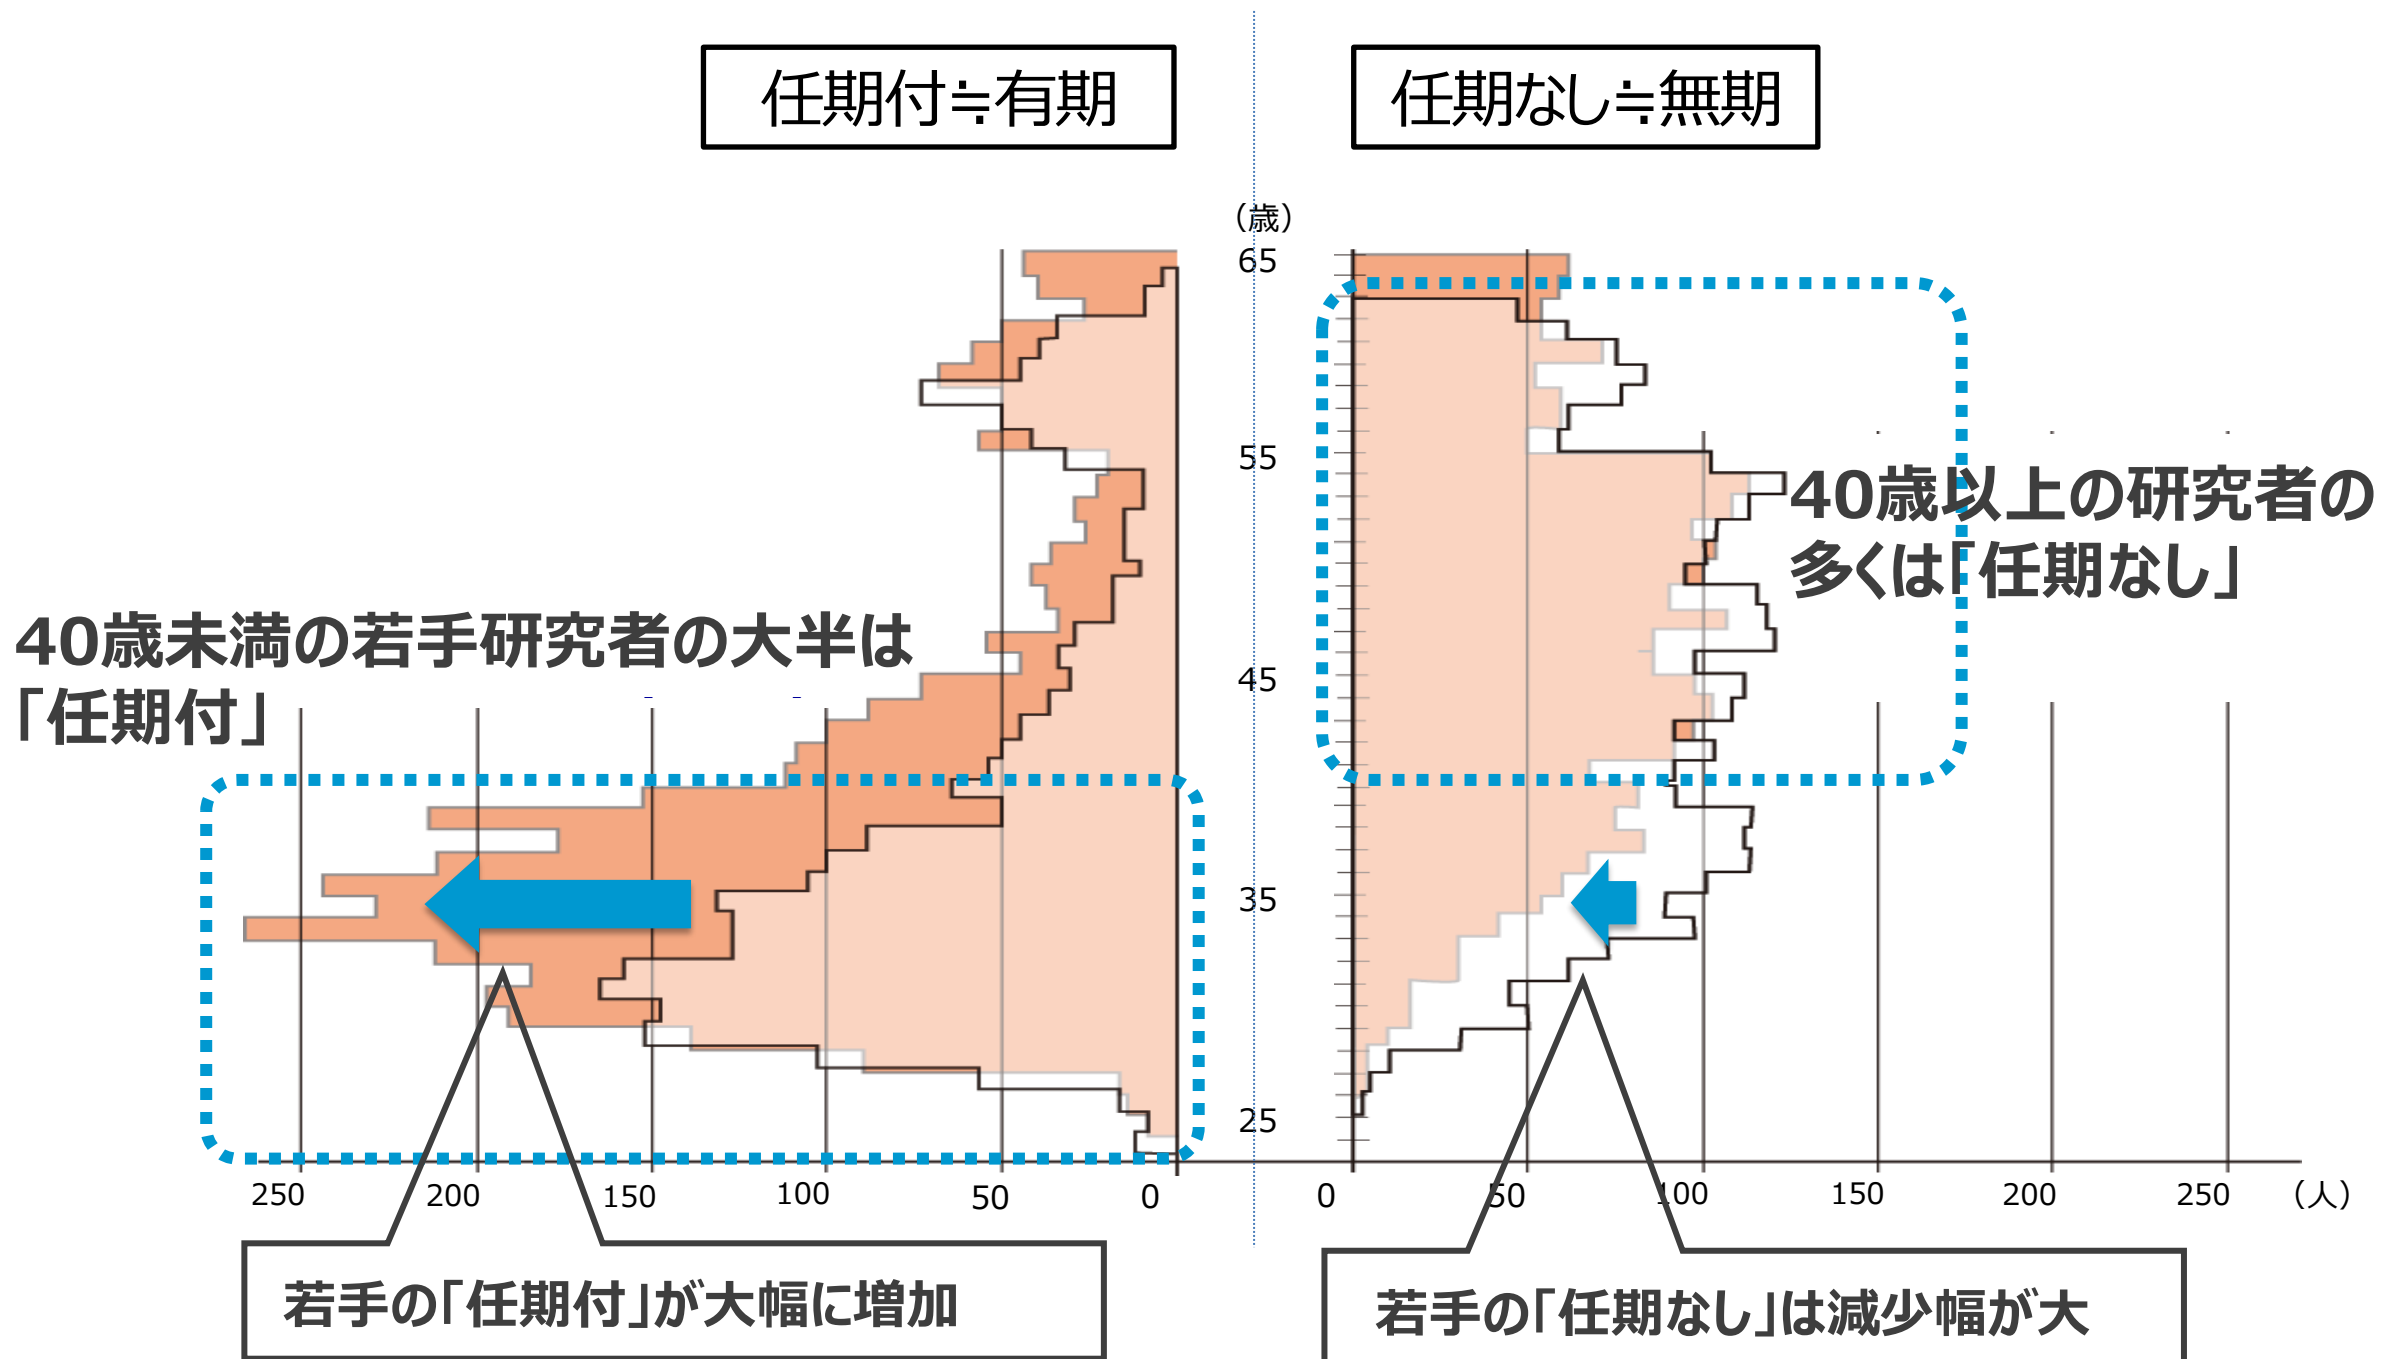 任期付≒有期
任期なし≒無期
（歳）
65
55
45
35
25
40歳以上の研究者の
多くは「任期なし」
40歳未満の若手研究者の大半は
「任期付」
250 200 150 100 50 0
0 50 100 150 200 250 （人）
若手の「任期付」が大幅に増加
若手の「任期なし」は減少幅が大